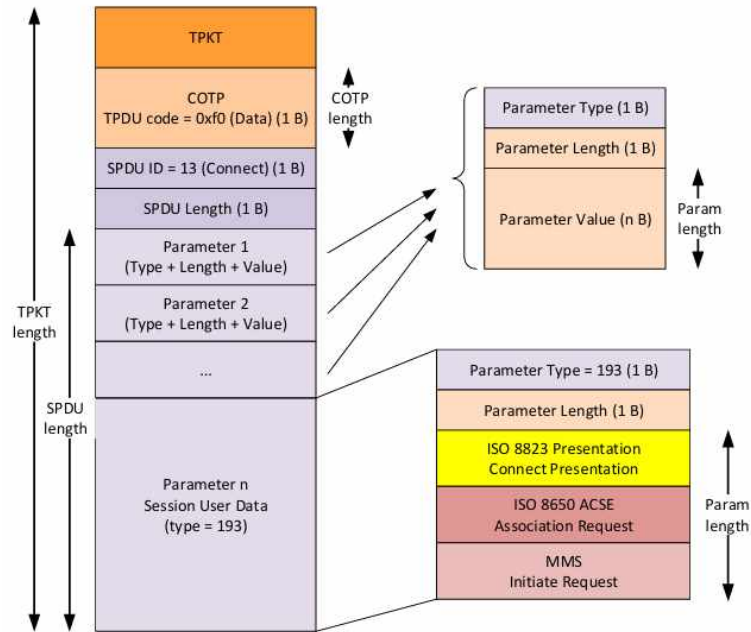 TPKT
COTP
TPDU code = 0xf0 (Data) (1 B)
COTP
length
SPDU ID = 13 (Connect) (1 B)
SPDU Length (1 B)
Parameter 1
(Type + Length + Value)
Parameter 2
(Type + Length + Value)
...
Parameter n
Session User Data
(type = 193)
TPKT
length
SPDU
length
Parameter Type (1 B)
Parameter Length (1 B)
Parameter Value (n B)
Param
length
Parameter Type = 193 (1 B)
Parameter Length (1 B)
ISO 8823 Presentation
Connect Presentation
ISO 8650 ACSE
Association Request
MMS
Initiate Request
Param
length